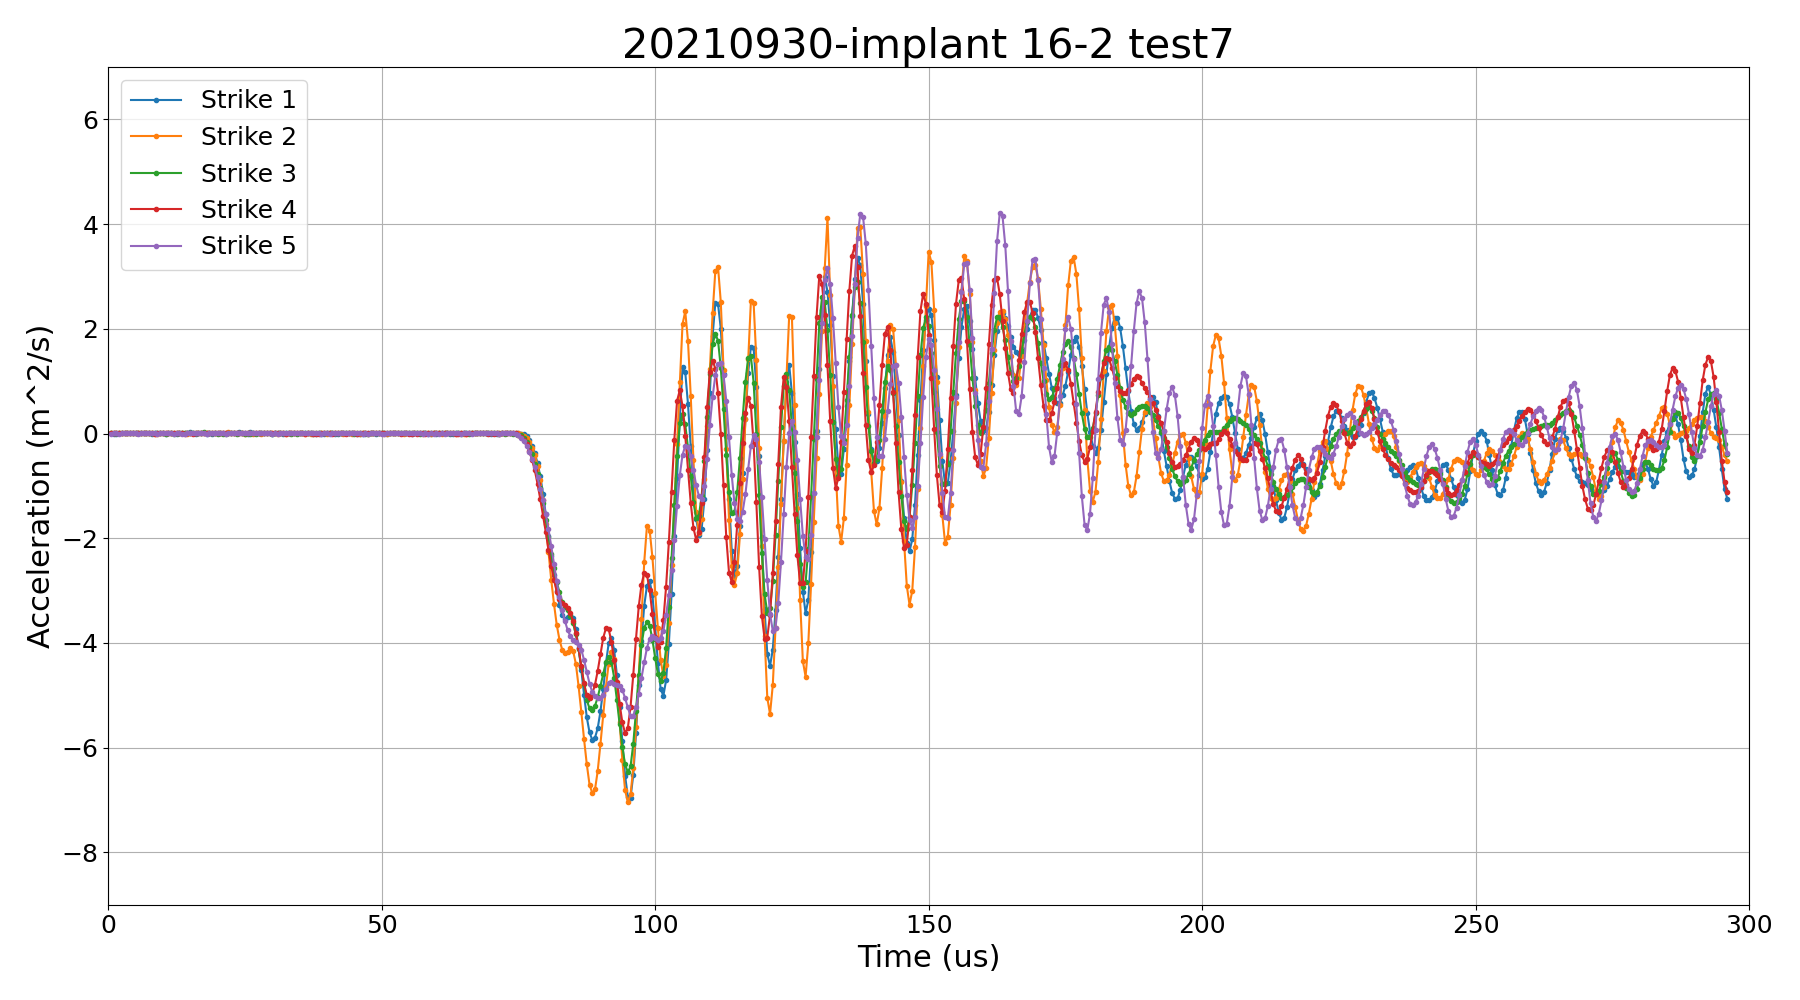 20210930-implant 16-2 test7
Strike 1
Strike 2
Strike 3
Strike 4
Strike 5
6
4
2
0
−2
−4
−6
−8
Acceleration (m^2/s)
0 50 100 150 200 250 300
Time (us)